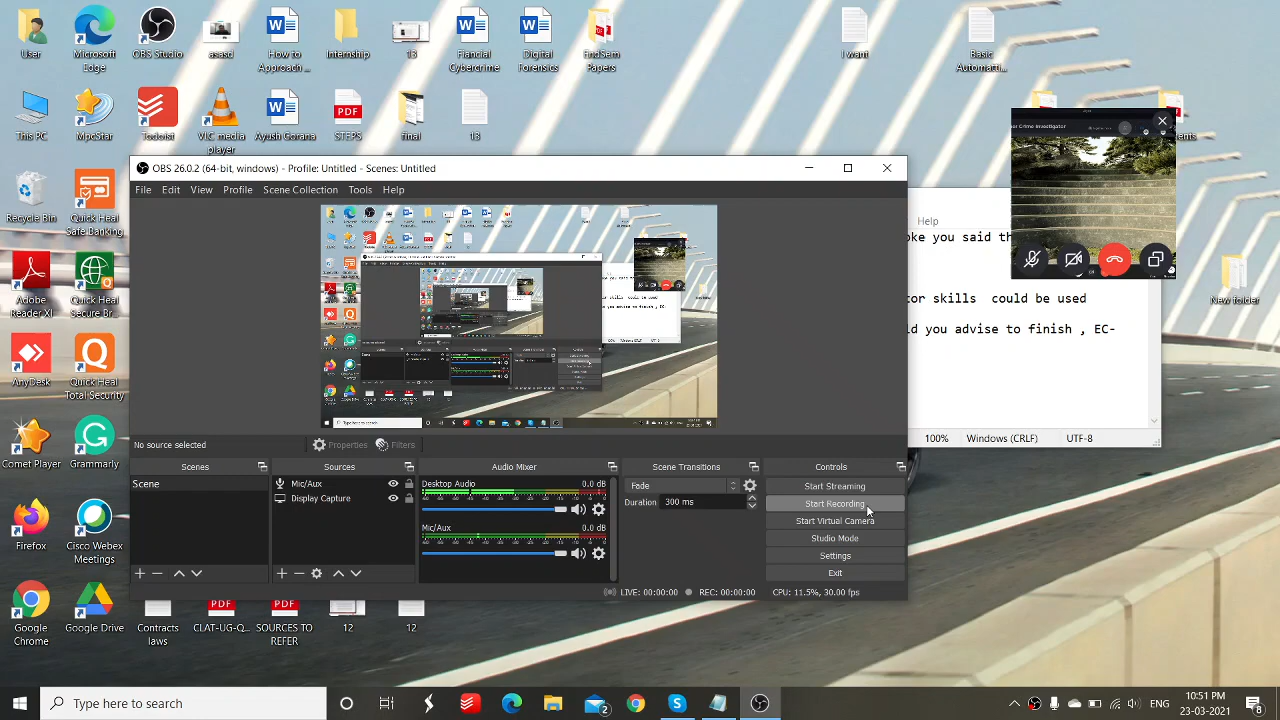 User
Microsoft Edge
OBS Studio
asasd
How to Approach ...
Internship
13
Fiancial Cybercrime
Digital Forensics
EndSem Papers
I want
Basic Automatti...
This PC
MpcStar
Todoist
VLC media player
Ayush Goran...
STF35
final
13
OBS 26.0.2 (64-bit, windows) - Profile: Untitled - Scenes: Untitled
File Edit View Profile Scene Collection Tools Help
Recycle Bin
Quick Heal Safe Banking
Adobe Reader XI
Quick Heal Secure Br...
AnyDesk
Quick Heal Total Security
Comet Player
Grammarly
Firefox
Cisco Webex Meetings
Google Chrome
Google Drive
Contracts laws
CLAT-UG-Q...
SOURCES TO REFER
12
12
No source selected
Properties
Filters
Scenes
Scene
Sources
Mic/Aux
Display Capture
Audio Mixer
Desktop Audio 0.0 dB
Mic/Aux 0.0 dB
Scene Transitions
Fade
Duration 300 ms
Controls
Start Streaming
Start Recording
Start Virtual Camera
Studio Mode
Settings
Exit
LIVE: 00:00:00
REC: 00:00:00
CPU: 11.5%, 30.00 fps
Crime Investigator
Help
oke you said th
tor skills could be used
ld you advise to finish , EC-
100% Windows (CRLF) UTF-8
New folder
Type here to search
2
ENG
10:51 PM
23-03-2021
8